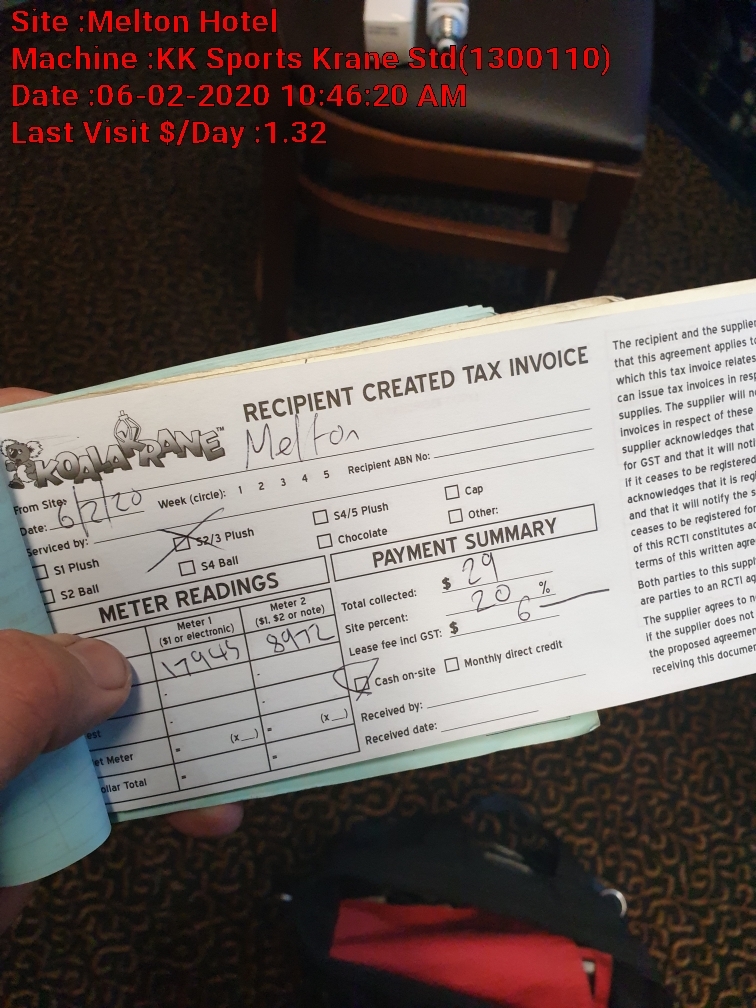 Site :Melton Hotel
Machine :KK Sports Krane Std(1300110)
Date :06-02-2020 10:46:20 AM
Last Visit $/Day :1.32
KOALA KRANE™
RECIPIENT CREATED TAX INVOICE
From Site: Melton
Date: 6/2/20 Week (circle): 1 2 3 4 5 Recipient ABN No:
Serviced by:
S1 Plush S2/3 Plush S4/5 Plush Cap
S2 Ball S4 Ball Chocolate Other:
METER READINGS
Meter 1 ($1 or electronic) Meter 2 ($1, $2 or note)
17945 8972
- -
- -
= (x__) = (x__)
et Meter
ollar Total = =
PAYMENT SUMMARY
Total collected: $ 29
Site percent: 20 %
Lease fee incl GST: $ 6
Cash on-site Monthly direct credit
Received by:
Received date:
The recipient and the supplier
that this agreement applies to
which this tax invoice relates
can issue tax invoices in resp
supplies. The supplier will no
invoices in respect of these
supplier acknowledges that
for GST and that it will noti
if it ceases to be registered
acknowledges that it is regi
and that it will notify the s
ceases to be registered for
of this RCTI constitutes ac
terms of this written agre
Both parties to this suppl
are parties to an RCTI ag
The supplier agrees to n
if the supplier does not
the proposed agreemen
receiving this documen